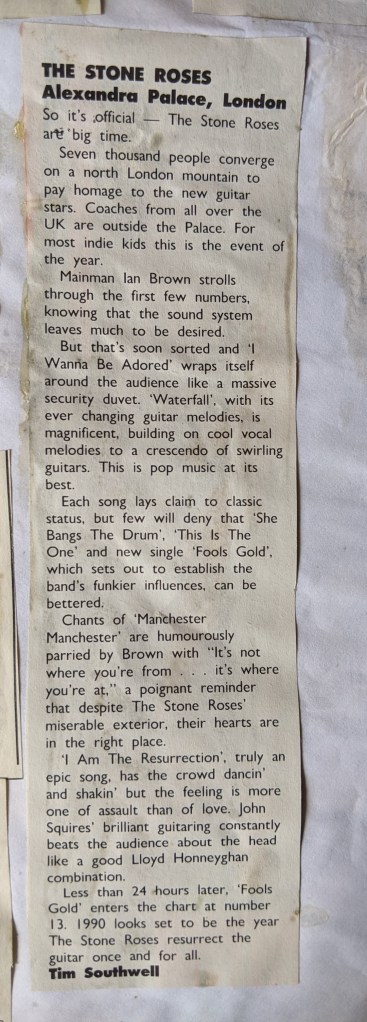 THE STONE ROSES
Alexandra Palace, London
So it's official — The Stone Roses
are big time.
Seven thousand people converge
on a north London mountain to
pay homage to the new guitar
stars. Coaches from all over the
UK are outside the Palace. For
most indie kids this is the event of
the year.
Mainman Ian Brown strolls
through the first few numbers,
knowing that the sound system
leaves much to be desired.
But that's soon sorted and 'I
Wanna Be Adored' wraps itself
around the audience like a massive
security duvet. 'Waterfall', with its
ever changing guitar melodies, is
magnificent, building on cool vocal
melodies to a crescendo of swirling
guitars. This is pop music at its
best.
Each song lays claim to classic
status, but few will deny that 'She
Bangs The Drum', 'This Is The
One' and new single 'Fools Gold',
which sets out to establish the
band's funkier influences, can be
bettered.
Chants of 'Manchester
Manchester' are humourously
parried by Brown with "It's not
where you're from . . . it's where
you're at," a poignant reminder
that despite The Stone Roses'
miserable exterior, their hearts are
in the right place.
'I Am The Resurrection', truly an
epic song, has the crowd dancin'
and shakin' but the feeling is more
one of assault than of love. John
Squires' brilliant guitaring constantly
beats the audience about the head
like a good Lloyd Honneyghan
combination.
Less than 24 hours later, 'Fools
Gold' enters the chart at number
13. 1990 looks set to be the year
The Stone Roses resurrect the
guitar once and for all.
Tim Southwell